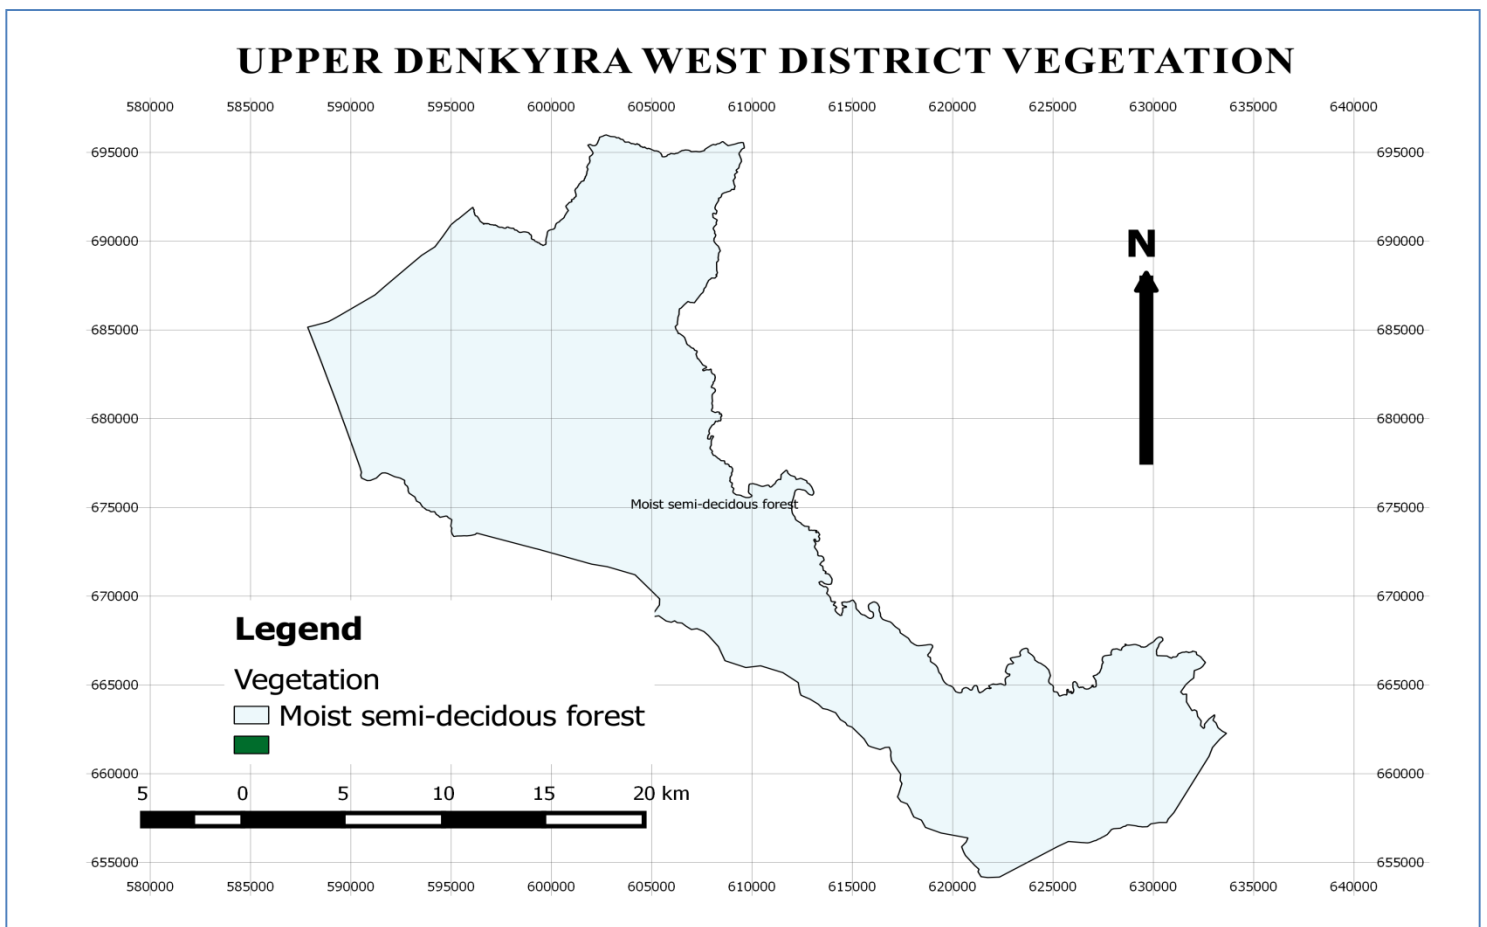 UPPER DENKYIRA WEST DISTRICT VEGETATION
580000 585000 590000 595000 600000 605000 610000 615000 620000 625000 630000 635000 640000
695000 695000
N
690000 690000
685000 685000
680000 680000
Moist semi-decidous forest
675000 675000
670000 670000
Legend
Vegetation
665000 665000
Moist semi-decidous forest
660000 660000
5 0 5 10 15 20 km
655000 655000
580000 585000 590000 595000 600000 605000 610000 615000 620000 625000 630000 635000 640000